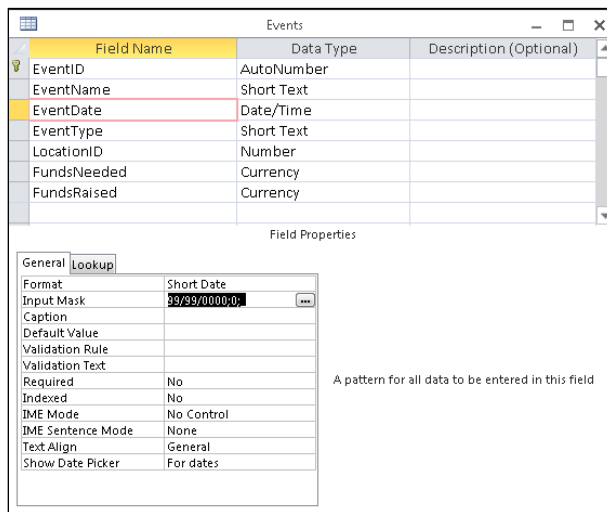 Events
Field Name Data Type Description (Optional)
EventID AutoNumber
EventName Short Text
EventDate Date/Time
EventType Short Text
LocationID Number
FundsNeeded Currency
FundsRaised Currency
Field Properties
General Lookup
Format Short Date
Input Mask 99/99/0000;0;_
Caption
Default Value
Validation Rule
Validation Text
Required No
Indexed No
IME Mode No Control
IME Sentence Mode None
Text Align General
Show Date Picker For dates
A pattern for all data to be entered in this field